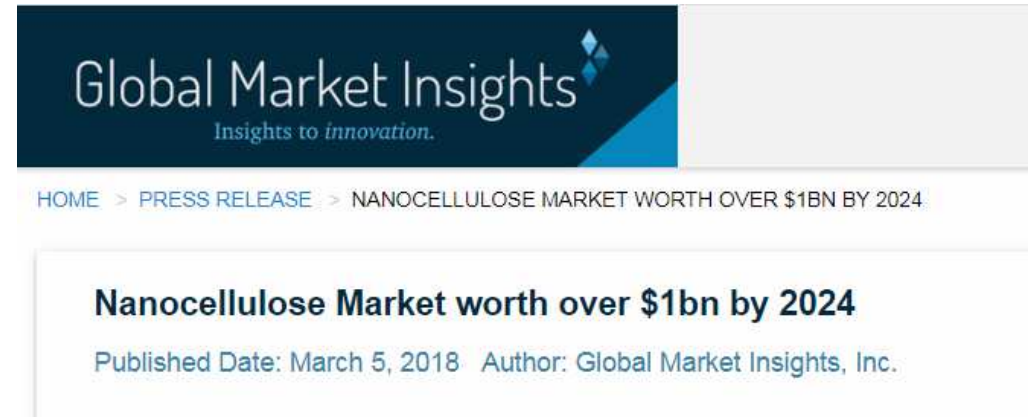 Global Market Insights
Insights to innovation.
HOME > PRESS RELEASE > NANOCELLULOSE MARKET WORTH OVER $1BN BY 2024
Nanocellulose Market worth over $1bn by 2024
Published Date: March 5, 2018 Author: Global Market Insights, Inc.